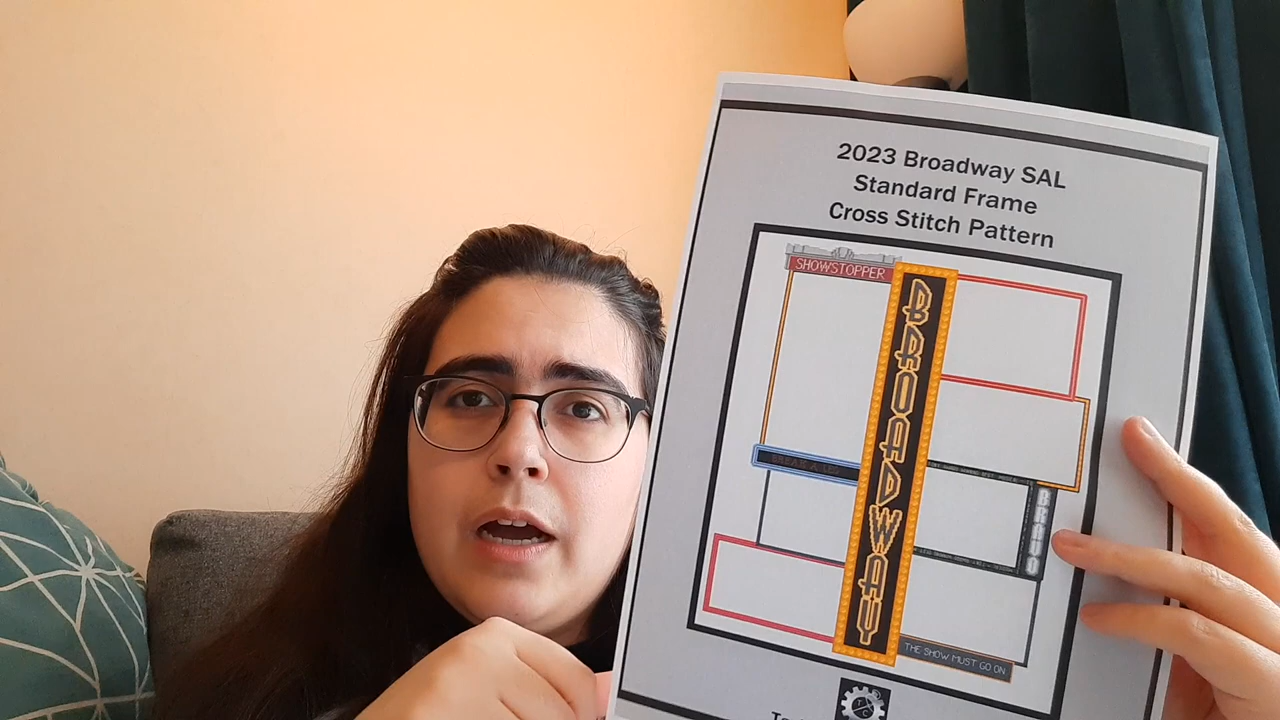 2023 Broadway SAL
Standard Frame
Cross Stitch Pattern
SHOWSTOPPER
BROADWAY
BREAK A LEG
BRAVO
THE SHOW MUST GO ON